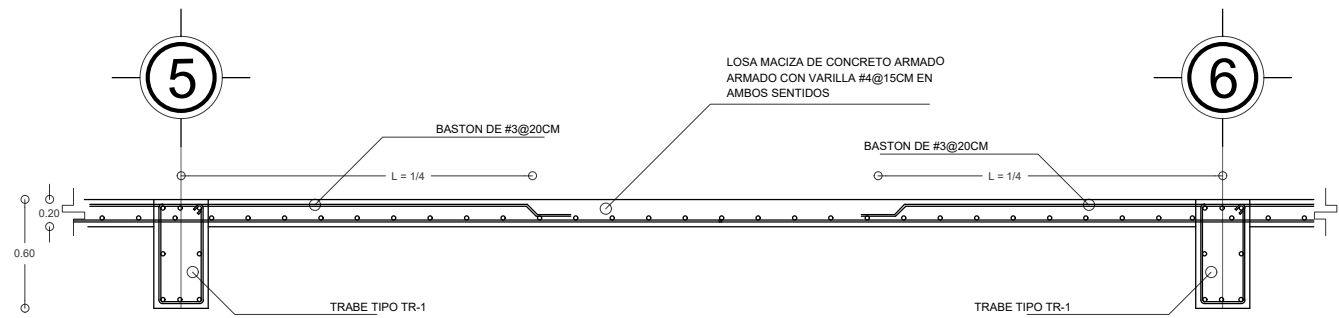 5
6
LOSA MACIZA DE CONCRETO ARMADO
ARMADO CON VARILLA #4@15CM EN
AMBOS SENTIDOS
BASTON DE #3@20CM
BASTON DE #3@20CM
L = 1/4
L = 1/4
0.20
0.60
TRABE TIPO TR-1
TRABE TIPO TR-1